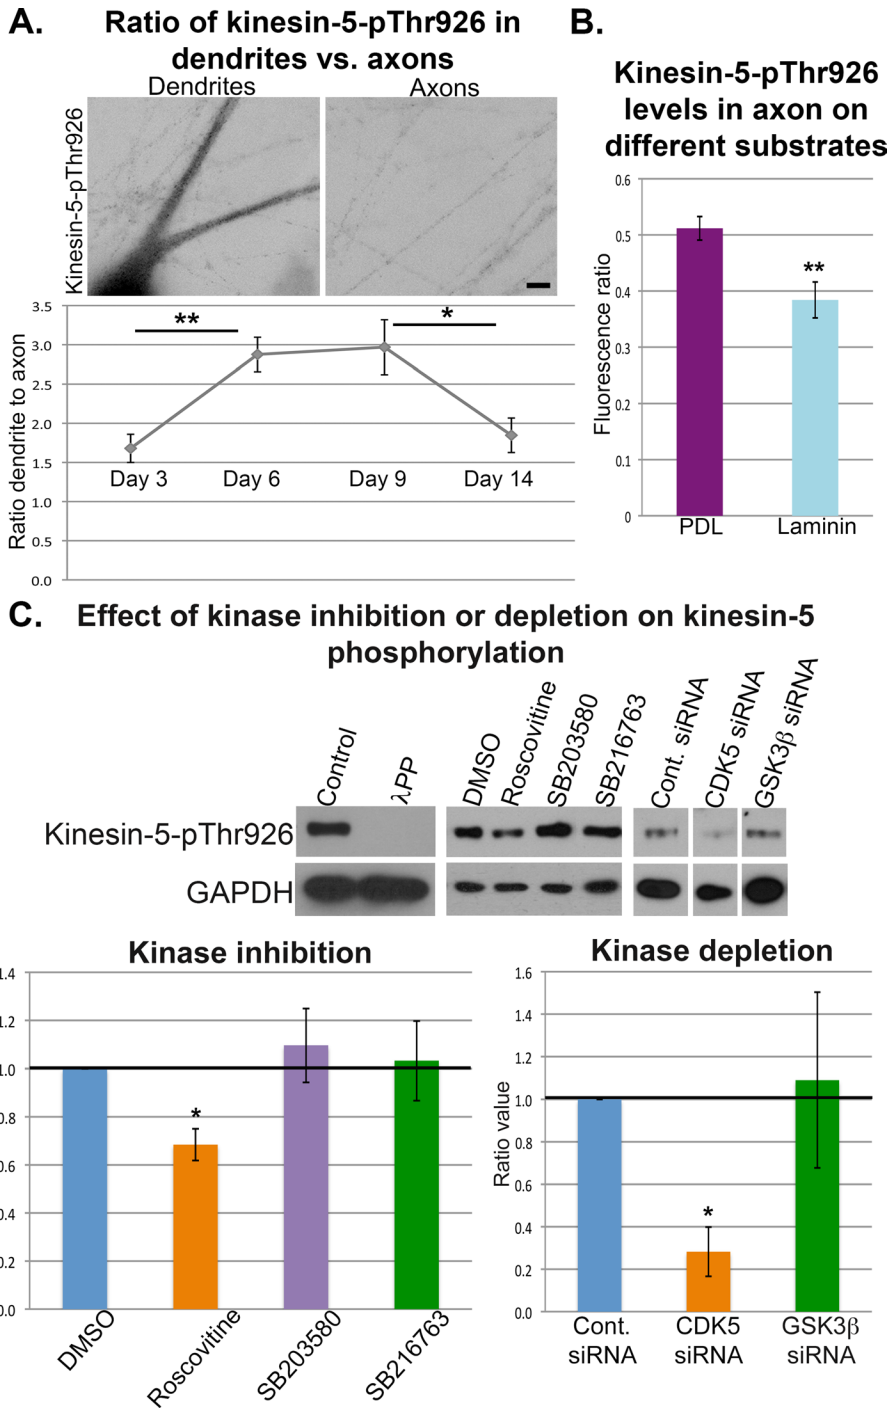 A.
Ratio of kinesin-5-pThr926 in
dendrites vs. axons
Dendrites
Axons
Kinesin-5-pThr926
Ratio dendrite to axon
3.5
3.0
2.5
2.0
1.5
1.0
0.5
0.0
**
*
Day 3
Day 6
Day 9
Day 14
B.
Kinesin-5-pThr926
levels in axon on
different substrates
Fluorescence ratio
0.6
0.5
0.4
0.3
0.2
0.1
0
**
PDL
Laminin
C.
Effect of kinase inhibition or depletion on kinesin-5
phosphorylation
Control
λPP
DMSO
Roscovitine
SB203580
SB216763
Cont. siRNA
CDK5 siRNA
GSK3β siRNA
Kinesin-5-pThr926
GAPDH
Kinase inhibition
1.4
1.2
1.0
0.8
0.6
0.4
0.2
0.0
*
DMSO
Roscovitine
SB203580
SB216763
Kinase depletion
Ratio value
1.6
1.4
1.2
1.0
0.8
0.6
0.4
0.2
0.0
*
Cont.
siRNA
CDK5
siRNA
GSK3β
siRNA